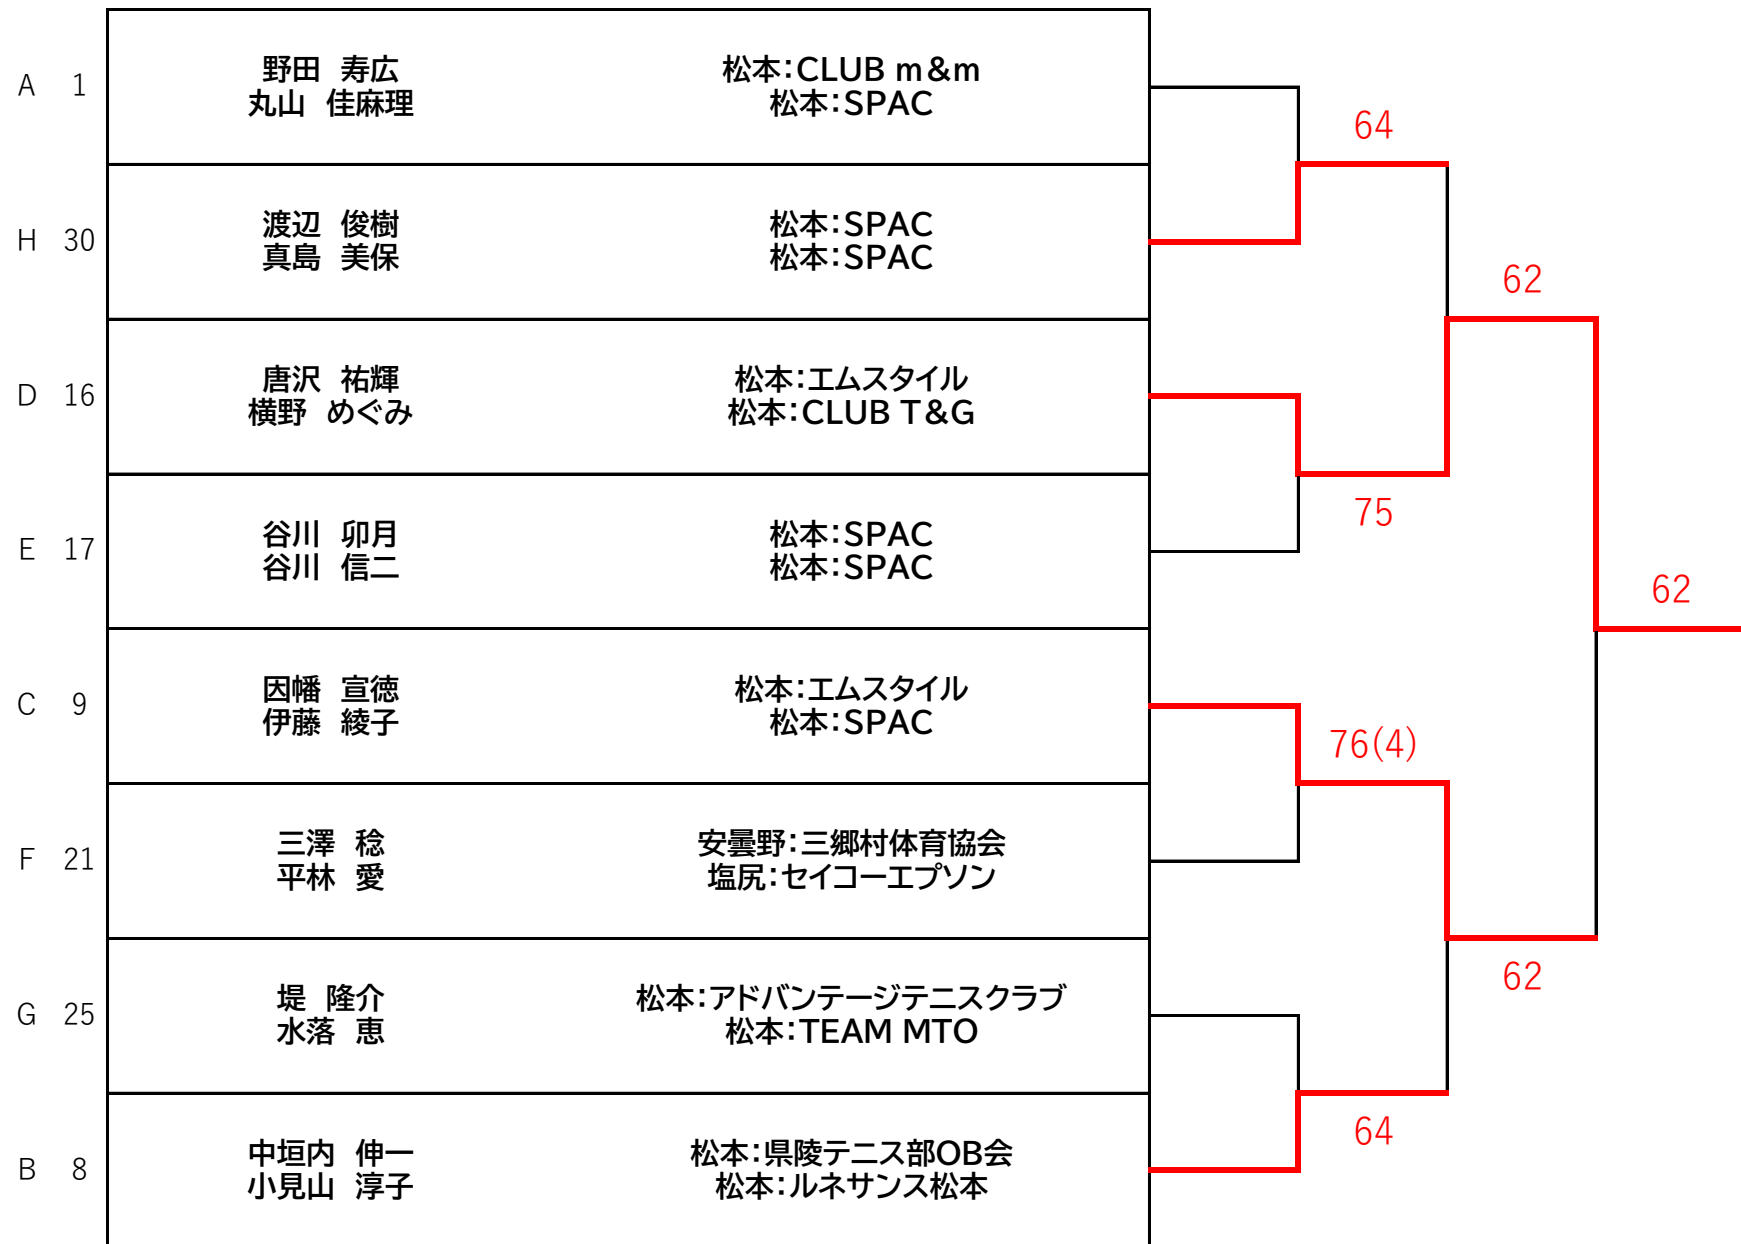 野田 寿広 松本：CLUB m&m
A 1
丸山 佳麻理 松本：SPAC
64
渡辺 俊樹 松本：SPAC
H 30
真島 美保 松本：SPAC
62
唐沢 祐輝 松本：エムスタイル
D 16
横野 めぐみ 松本：CLUB T&G
75
谷川 卯月 松本：SPAC
E 17
谷川 信二 松本：SPAC
62
因幡 宣徳 松本：エムスタイル
C 9
伊藤 綾子 松本：SPAC
76(4)
三澤 稔 安曇野：三郷村体育協会
F 21
平林 愛 塩尻：セイコーエプソン
62
堤 隆介 松本：アドバンテージテニスクラブ
G 25
水落 恵 松本：TEAM MTO
64
中垣内 伸一 松本：県陵テニス部OB会
B 8
小見山 淳子 松本：ルネサンス松本